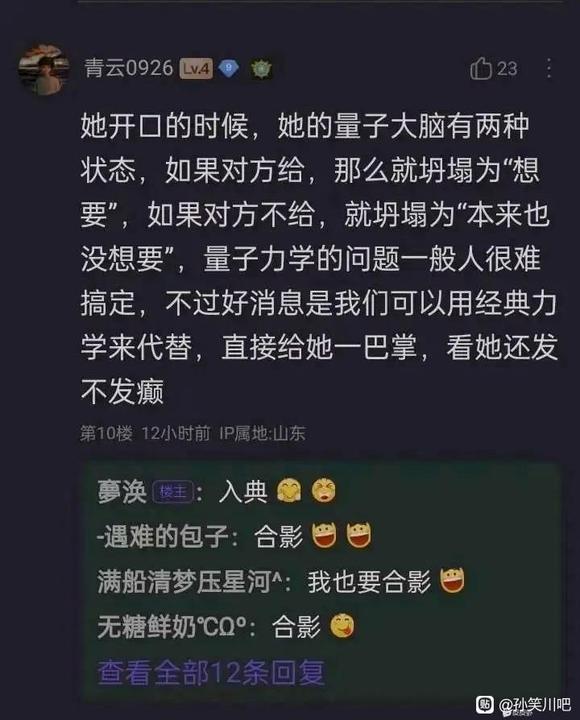 青云0926 Lv.4 9 23
她开口的时候，她的量子大脑有两种
状态，如果对方给，那么就坍塌为“想
要”，如果对方不给，就坍塌为“本来也
没想要”，量子力学的问题一般人很难
搞定，不过好消息是我们可以用经典力
学来代替，直接给她一巴掌，看她还发
不发癫
第10楼 12小时前 IP属地:山东
夢涣 楼主：入典
-遇难的包子：合影
满船清梦压星河^：我也要合影
无糖鲜奶℃Ωº：合影
查看全部12条回复
贴 @孙笑川吧